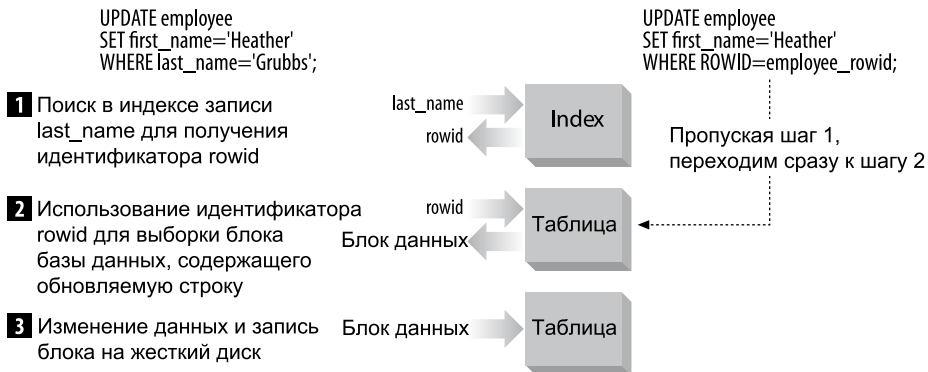 UPDATE employee
SET first_name='Heather'
WHERE last_name='Grubbs';
UPDATE employee
SET first_name='Heather'
WHERE ROWID=employee_rowid;
1 Поиск в индексе записи
last_name для получения
идентификатора rowid
last_name
rowid
Index
Пропуская шаг 1,
переходим сразу к шагу 2
2 Использование идентификатора
rowid для выборки блока
базы данных, содержащего
обновляемую строку
rowid
Блок данных
Таблица
3 Изменение данных и запись
блока на жесткий диск
Блок данных
Таблица